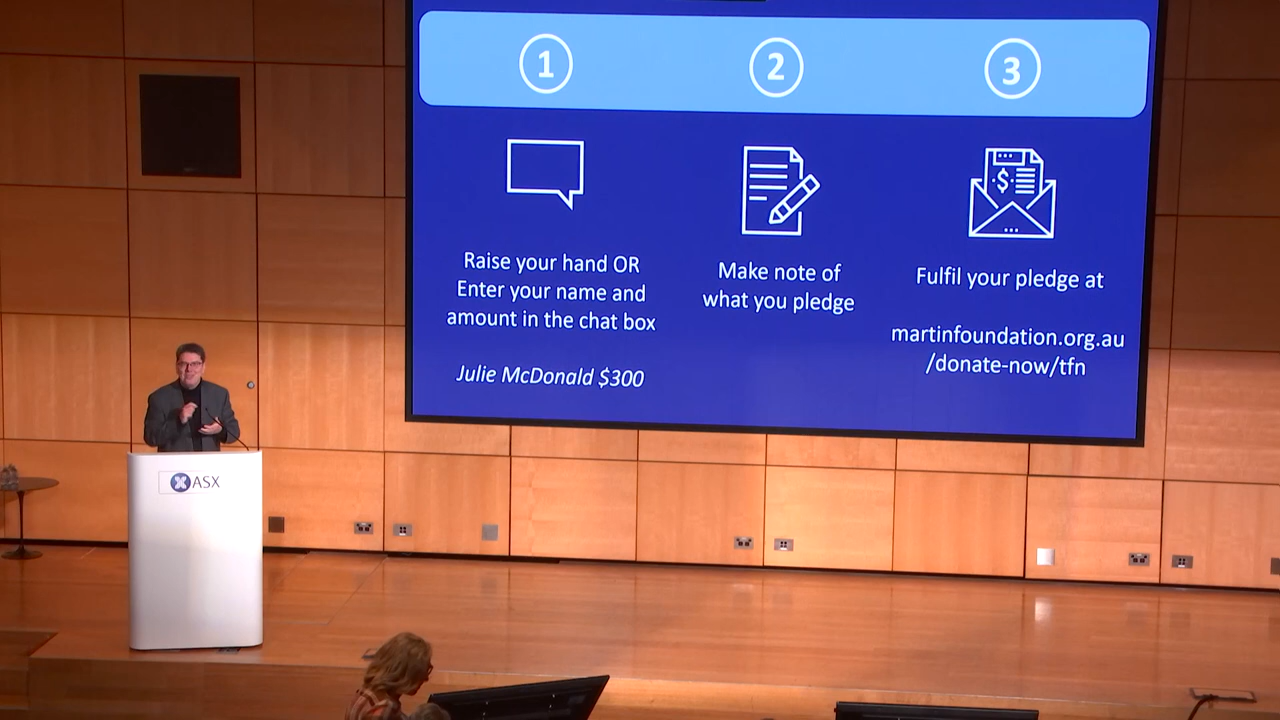 1
2
3
Raise your hand OR
Enter your name and
amount in the chat box
Julie McDonald $300
Make note of
what you pledge
$
Fulfil your pledge at
martinfoundation.org.au
/donate-now/tfn
ASX